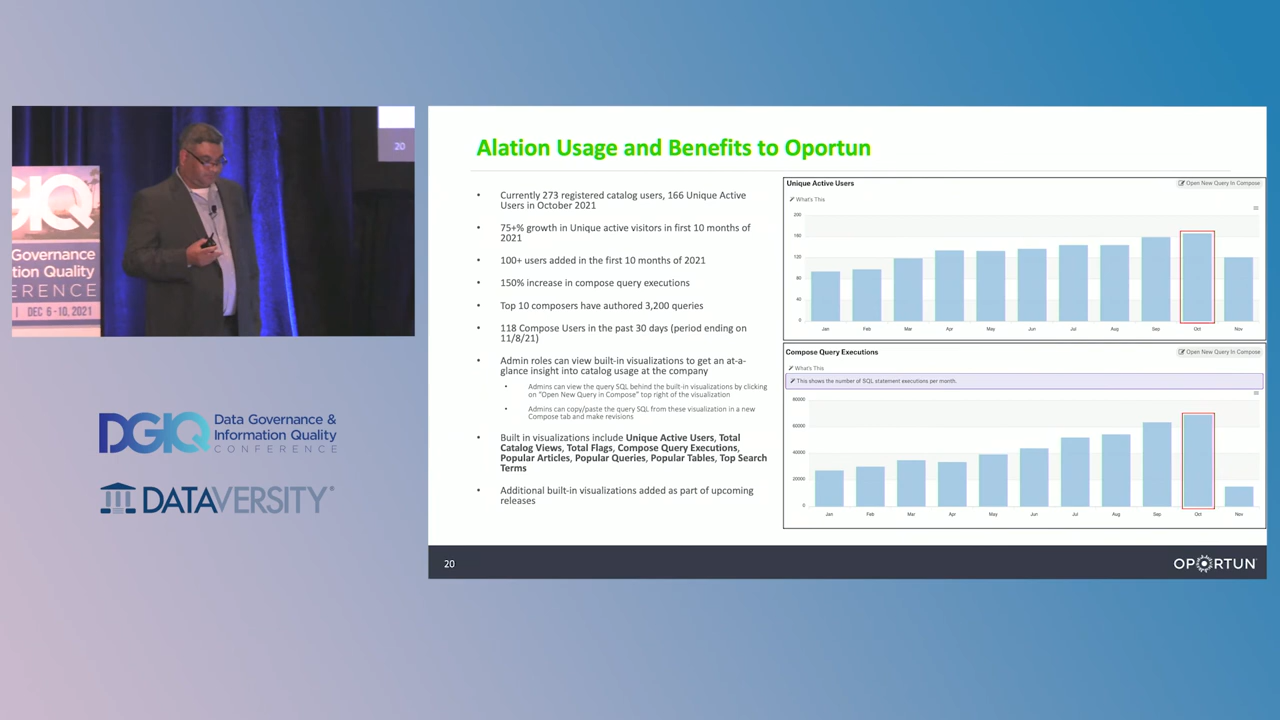 20
GIQ
Governance
tion Quality
ERENCE
| DEC 6-10, 2021
DGIQ
Data Governance &
Information Quality
CONFERENCE
DATAVERSITY
Alation Usage and Benefits to Oportun
• Currently 273 registered catalog users, 166 Unique Active
Users in October 2021
• 75+% growth in Unique active visitors in first 10 months of
2021
• 100+ users added in the first 10 months of 2021
• 150% increase in compose query executions
• Top 10 composers have authored 3,200 queries
• 118 Compose Users in the past 30 days (period ending on
11/8/21)
• Admin roles can view built-in visualizations to get an at-a-
glance insight into catalog usage at the company
• Admins can view the query SQL behind the built-in visualizations by clicking
on "Open New Query in Compose" top right of the visualization
• Admins can copy/paste the query SQL from these visualization in a new
Compose tab and make revisions
• Built in visualizations include Unique Active Users, Total
Catalog Views, Total Flags, Compose Query Executions,
Popular Articles, Popular Queries, Popular Tables, Top Search
Terms
• Additional built-in visualizations added as part of upcoming
releases
Unique Active Users
Open New Query In Compose
What's This
200
160
120
80
40
0
Jan Feb Mar Apr May Jun Jul Aug Sep Oct Nov
Compose Query Executions
Open New Query In Compose
What's This
This shows the number of SQL statement executions per month.
80000
60000
40000
20000
0
Jan Feb Mar Apr May Jun Jul Aug Sep Oct Nov
20
OPORTUN